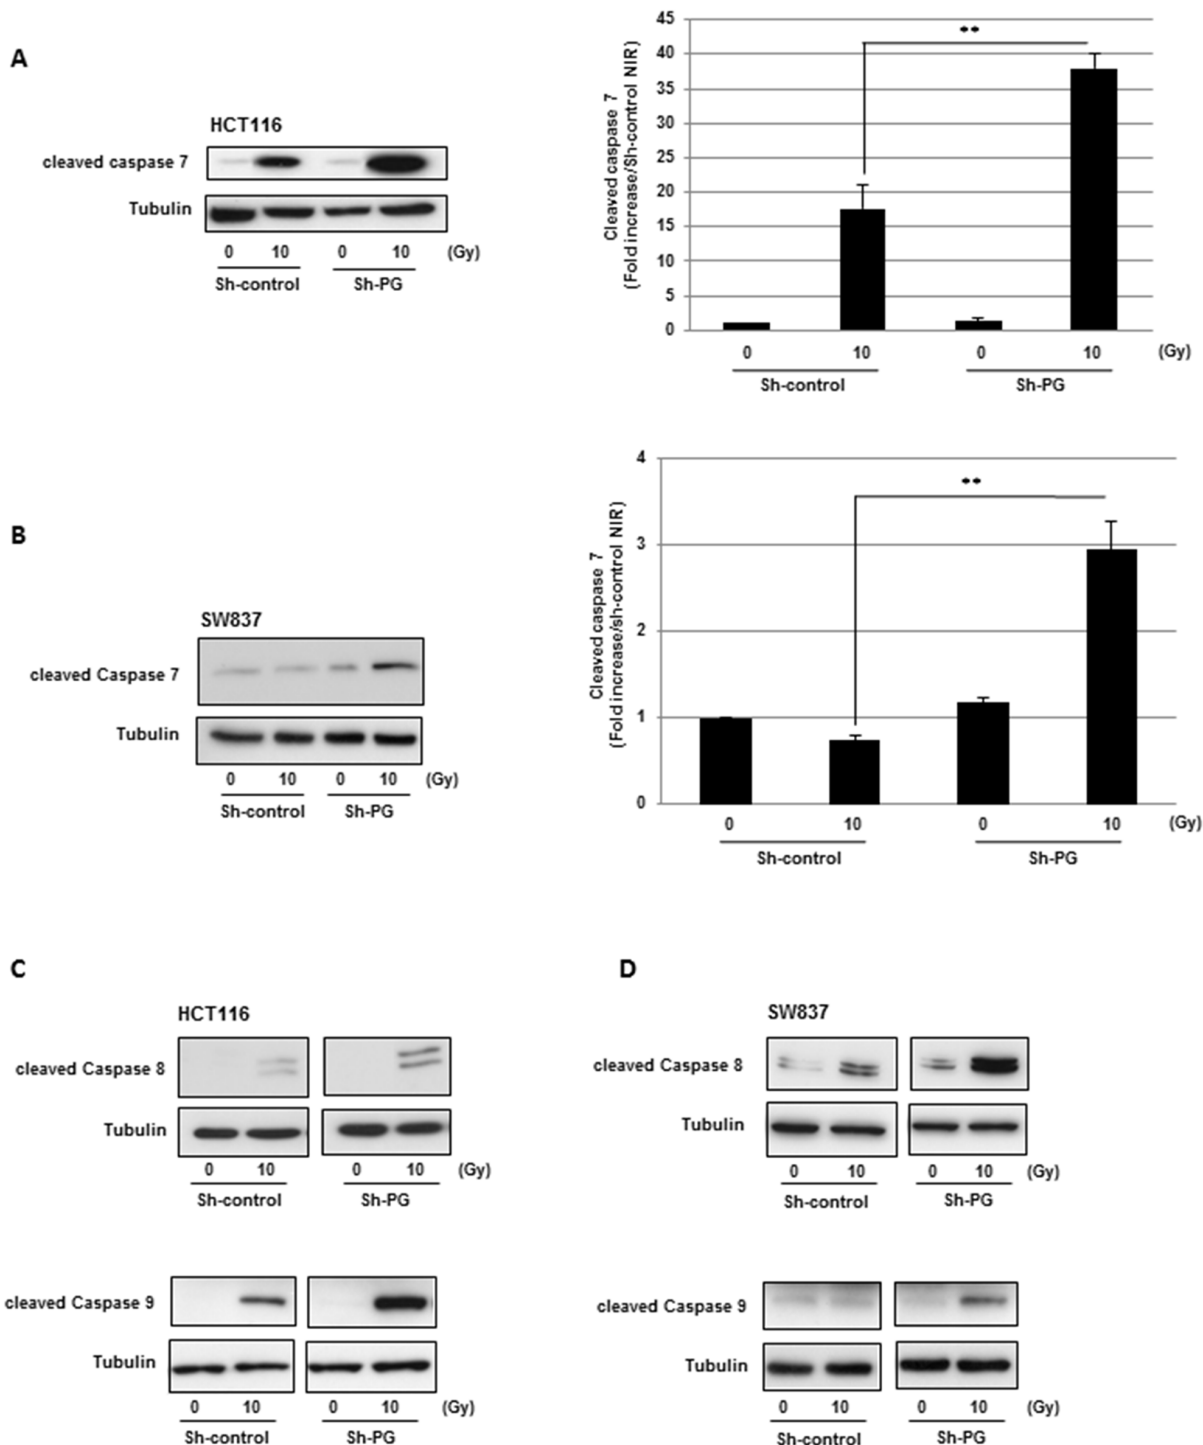 A
HCT116
cleaved caspase 7
Tubulin
0 10 0 10 (Gy)
Sh-control Sh-PG
45
40
35
30
25
20
15
10
5
0
Cleaved caspase 7
(Fold increase/Sh-control NIR)
**
0 10 0 10 (Gy)
Sh-control Sh-PG
B
SW837
cleaved Caspase 7
Tubulin
0 10 0 10 (Gy)
Sh-control Sh-PG
4
3
2
1
0
Cleaved caspase 7
(Fold increase/sh-control NIR)
**
0 10 0 10 (Gy)
Sh-control Sh-PG
C
HCT116
cleaved Caspase 8
Tubulin
0 10 0 10 (Gy)
Sh-control Sh-PG
cleaved Caspase 9
Tubulin
0 10 0 10 (Gy)
Sh-control Sh-PG
D
SW837
cleaved Caspase 8
Tubulin
0 10 0 10 (Gy)
Sh-control Sh-PG
cleaved Caspase 9
Tubulin
0 10 0 10 (Gy)
Sh-control Sh-PG